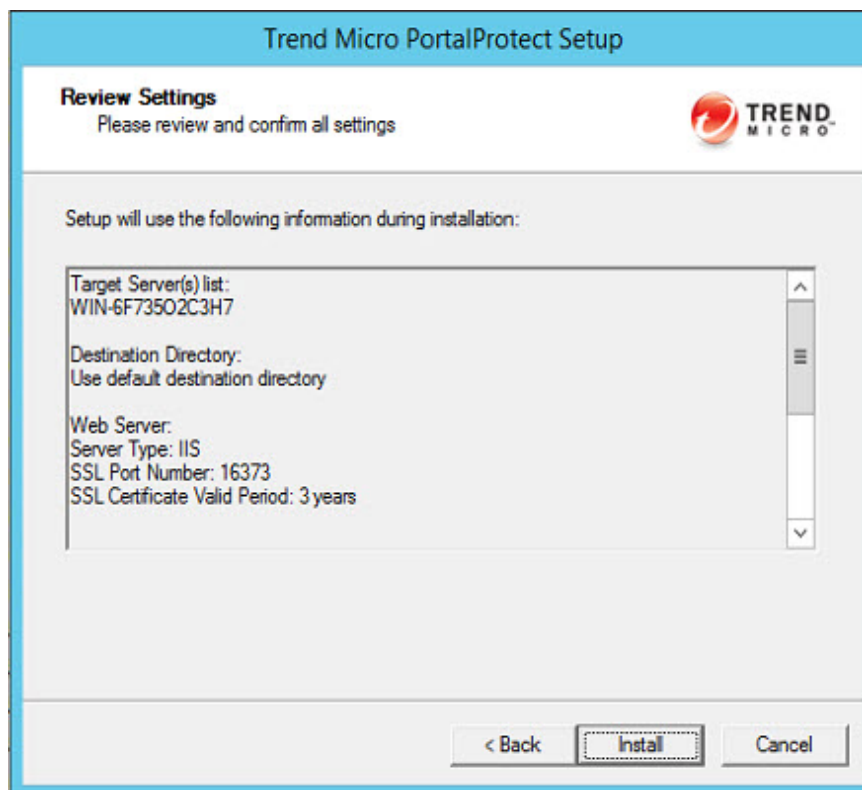 Trend Micro PortalProtect Setup
Review Settings
Please review and confirm all settings
TREND
MICRO™
Setup will use the following information during installation:
Target Server(s) list:
WIN-6F735O2C3H7
Destination Directory:
Use default destination directory
Web Server:
Server Type: IIS
SSL Port Number: 16373
SSL Certificate Valid Period: 3 years
< Back
Install
Cancel